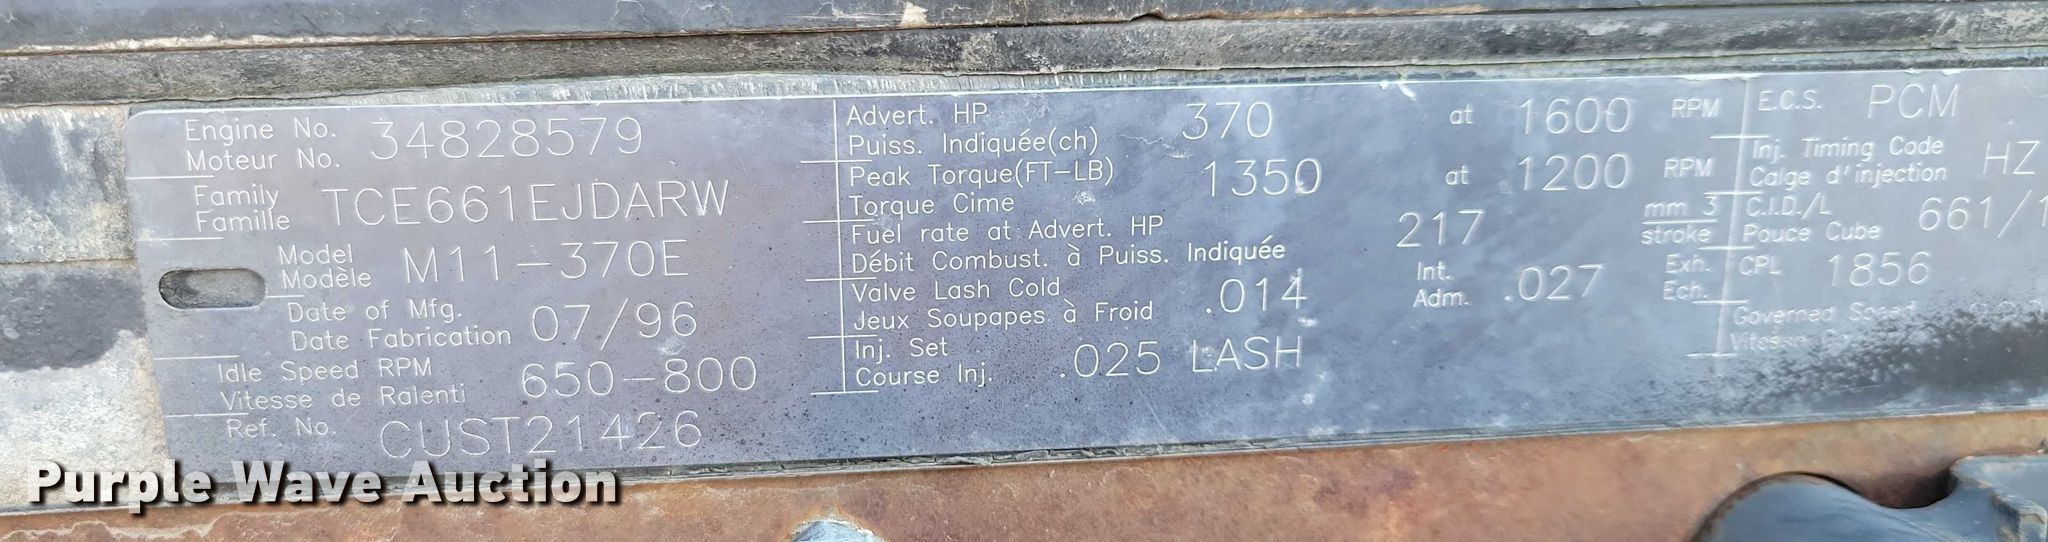 Engine No. 34828579
Moteur No.
Family TCE661EJDARW
Famille
Model M11-370E
Modèle
Date of Mfg. 07/96
Date Fabrication
Idle Speed RPM 650-800
Vitesse de Ralenti
Ref. No. CUST21426
Advert. HP 370 at 1600 RPM
Puiss. Indiquée(ch)
Peak Torque(FT-LB) 1350 at 1200 RPM
Torque Cime
Fuel rate at Advert. HP 217 mm 3
Débit Combust. à Puiss. Indiquée stroke
Valve Lash Cold .014 Int. .027 Exh.
Jeux Soupapes à Froid Adm. Ech.
Inj. Set .025 LASH
Course Inj.
E.C.S. PCM
Inj. Timing Code HZ
Calge d'injection
C.I.D./L 661/1
Pouce Cube
CPL 1856
Governed Speed
Vitesse
Purple Wave Auction